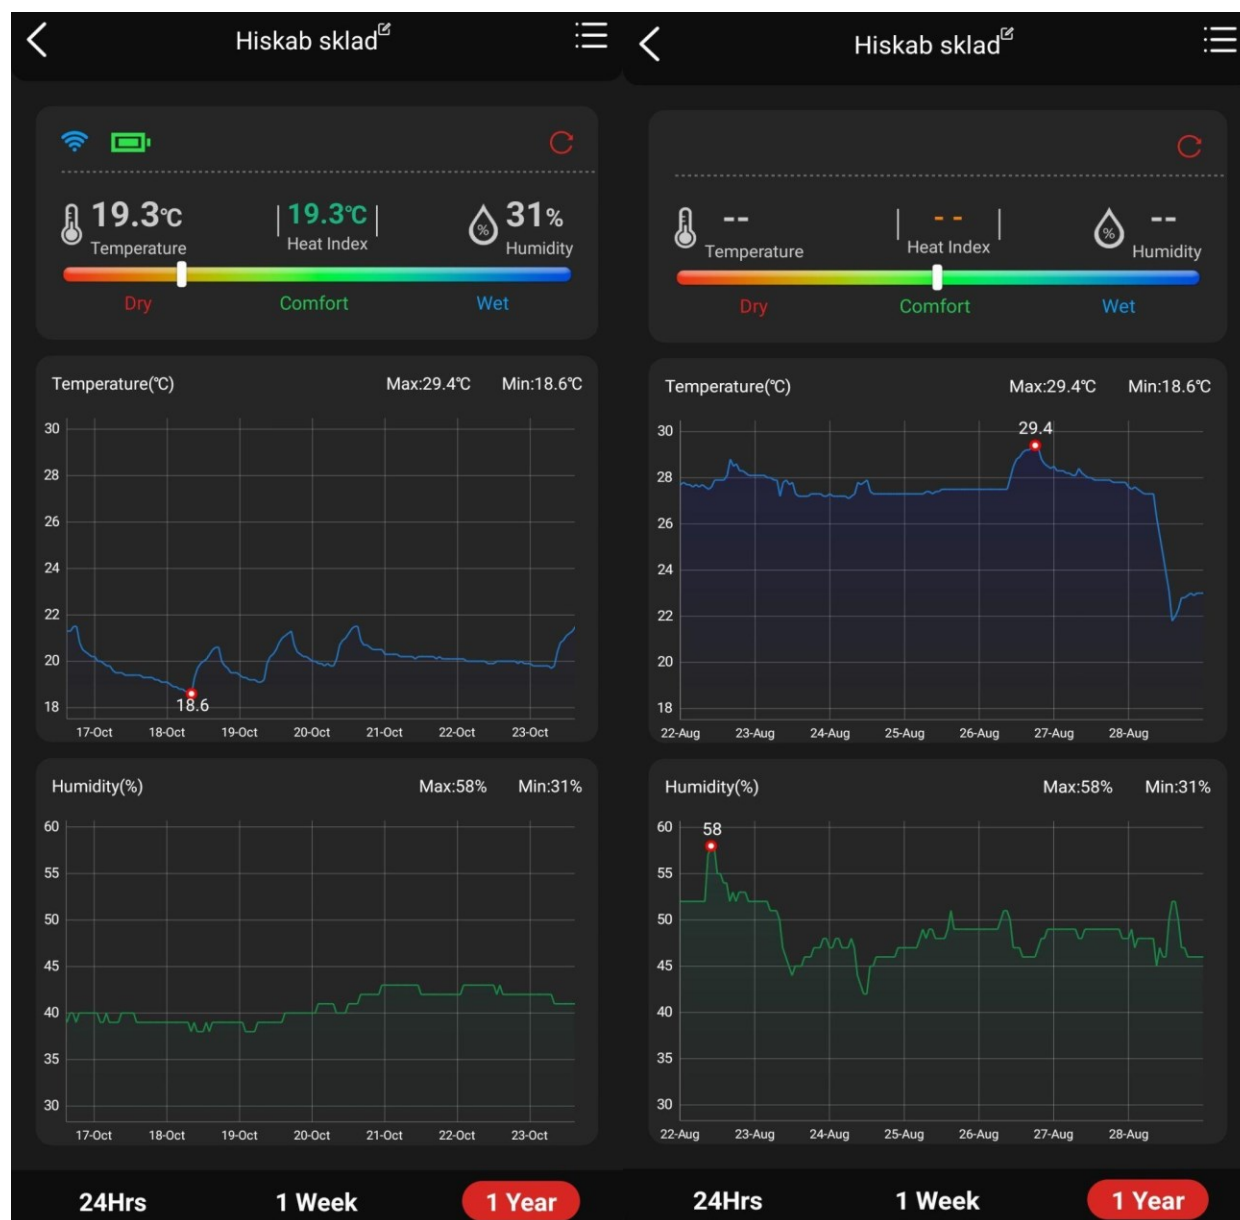 Hiskab sklad
19.3℃
Temperature
19.3℃
Heat Index
%
31%
Humidity
Dry
Comfort
Wet
Temperature(℃)
Max:29.4℃
Min:18.6℃
30
28
26
24
22
20
18
18.6
17-Oct
18-Oct
19-Oct
20-Oct
21-Oct
22-Oct
23-Oct
Humidity(%)
Max:58%
Min:31%
60
55
50
45
40
35
30
17-Oct
18-Oct
19-Oct
20-Oct
21-Oct
22-Oct
23-Oct
24Hrs
1 Week
1 Year
Hiskab sklad
--
Temperature
--
Heat Index
%
--
Humidity
Dry
Comfort
Wet
Temperature(℃)
Max:29.4℃
Min:18.6℃
30
28
26
24
22
20
18
29.4
22-Aug
23-Aug
24-Aug
25-Aug
26-Aug
27-Aug
28-Aug
Humidity(%)
Max:58%
Min:31%
60
55
50
45
40
35
30
58
22-Aug
23-Aug
24-Aug
25-Aug
26-Aug
27-Aug
28-Aug
24Hrs
1 Week
1 Year